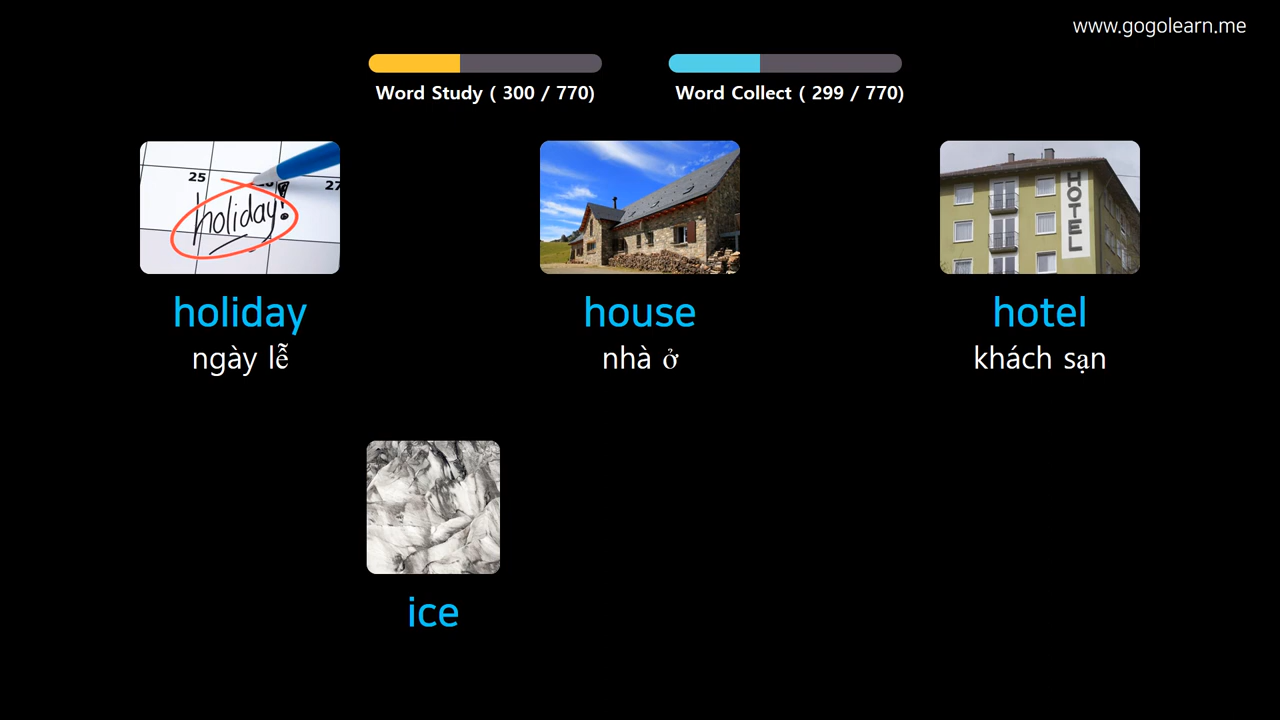 www.gogolearn.me
Word Study ( 300 / 770)
Word Collect ( 299 / 770)
25
27
holiday!
HOTEL
holiday
house
hotel
ngày lễ
nhà ở
khách sạn
ice